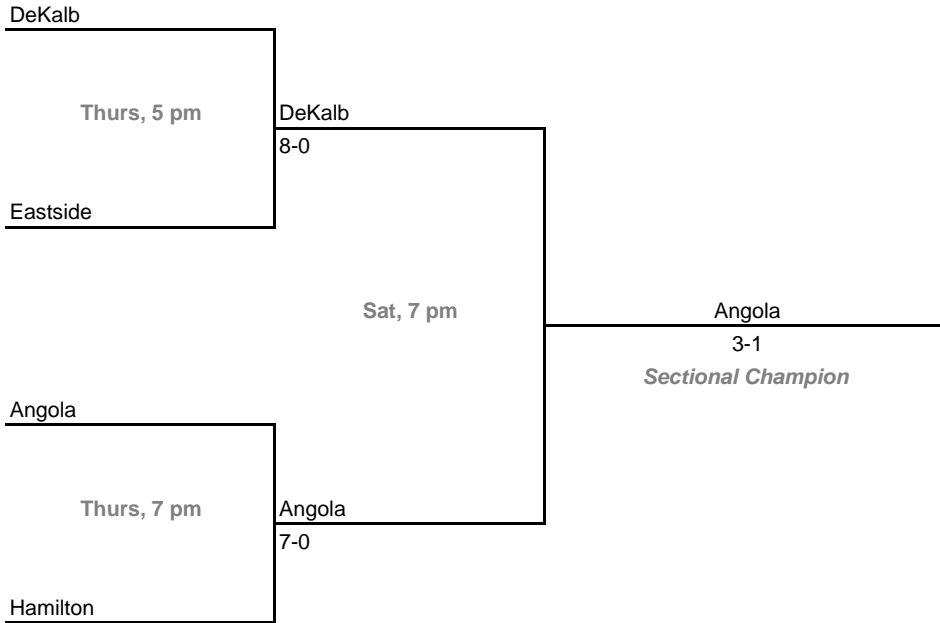 DeKalb
Thurs, 5 pm
DeKalb
8-0
Eastside
Sat, 7 pm
Angola
3-1
Sectional Champion
Angola
Thurs, 7 pm
Angola
7-0
Hamilton